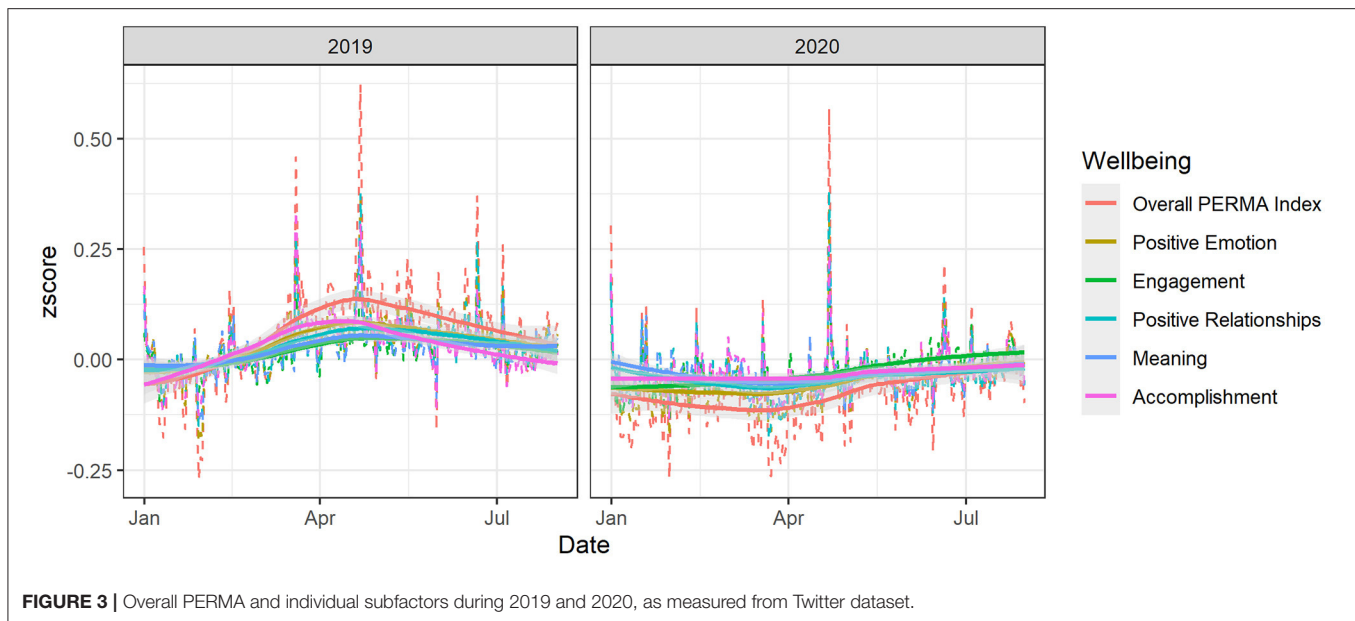 2019
2020
0.50
0.25
0.00
-0.25
zscore
Jan
Apr
Jul
Jan
Apr
Jul
Date
Wellbeing
Overall PERMA Index
Positive Emotion
Engagement
Positive Relationships
Meaning
Accomplishment
FIGURE 3 | Overall PERMA and individual subfactors during 2019 and 2020, as measured from Twitter dataset.